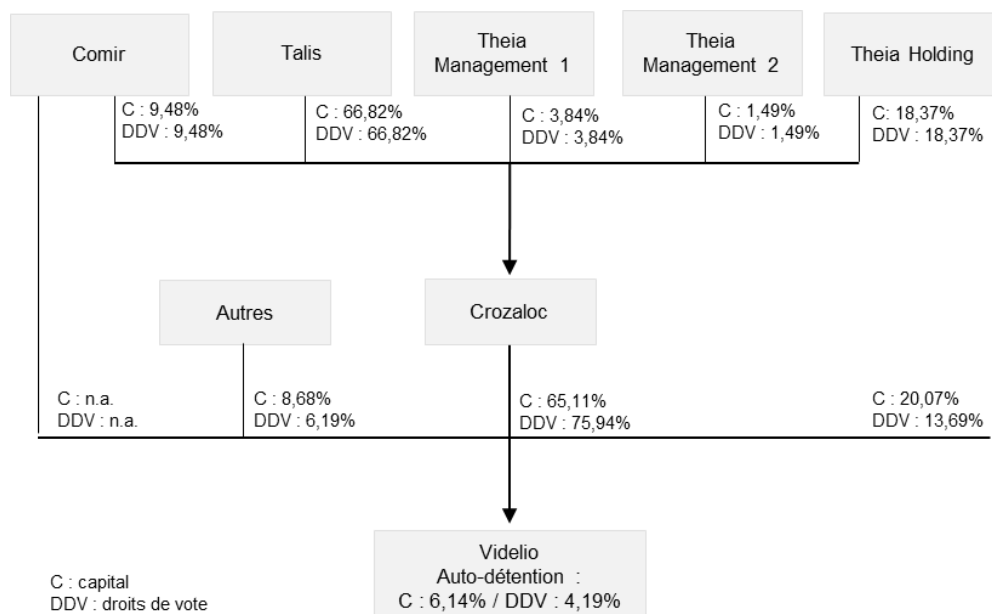 Comir
Talis
Theia
Management 1
Theia
Management 2
Theia Holding
C : 9,48%
DDV : 9,48%
C : 66,82%
DDV : 66,82%
C : 3,84%
DDV : 3,84%
C : 1,49%
DDV : 1,49%
C: 18,37%
DDV : 18,37%
Autres
Crozaloc
C : n.a.
DDV : n.a.
C : 8,68%
DDV : 6,19%
C : 65,11%
DDV : 75,94%
C : 20,07%
DDV : 13,69%
Videlio
Auto-détention :
C : 6,14% / DDV : 4,19%
C : capital
DDV : droits de vote